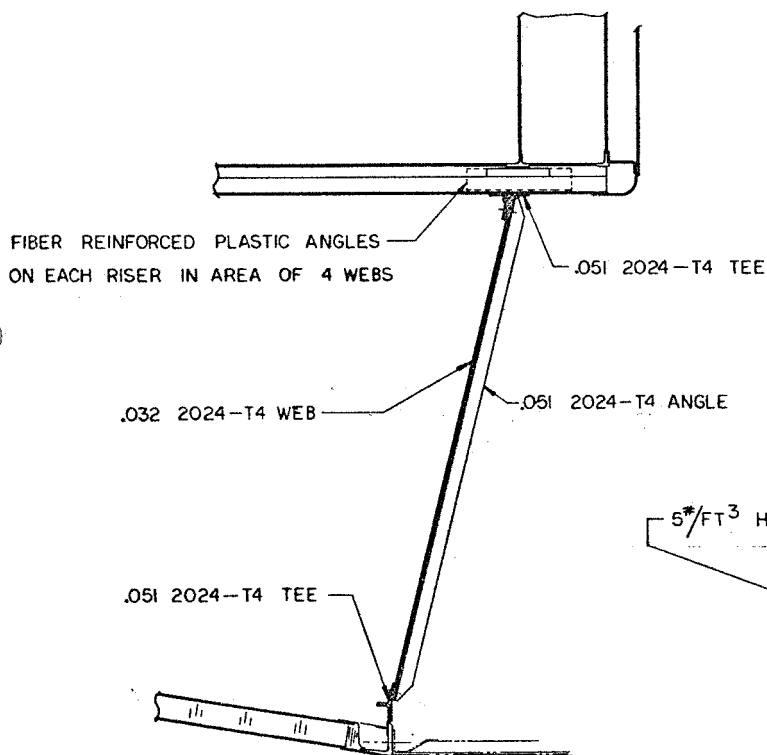 FIBER REINFORCED PLASTIC ANGLES
ON EACH RISER IN AREA OF 4 WEBS
.051 2024-T4 TEE
.032 2024-T4 WEB
.051 2024-T4 ANGLE
5#/FT3 H
.051 2024-T4 TEE